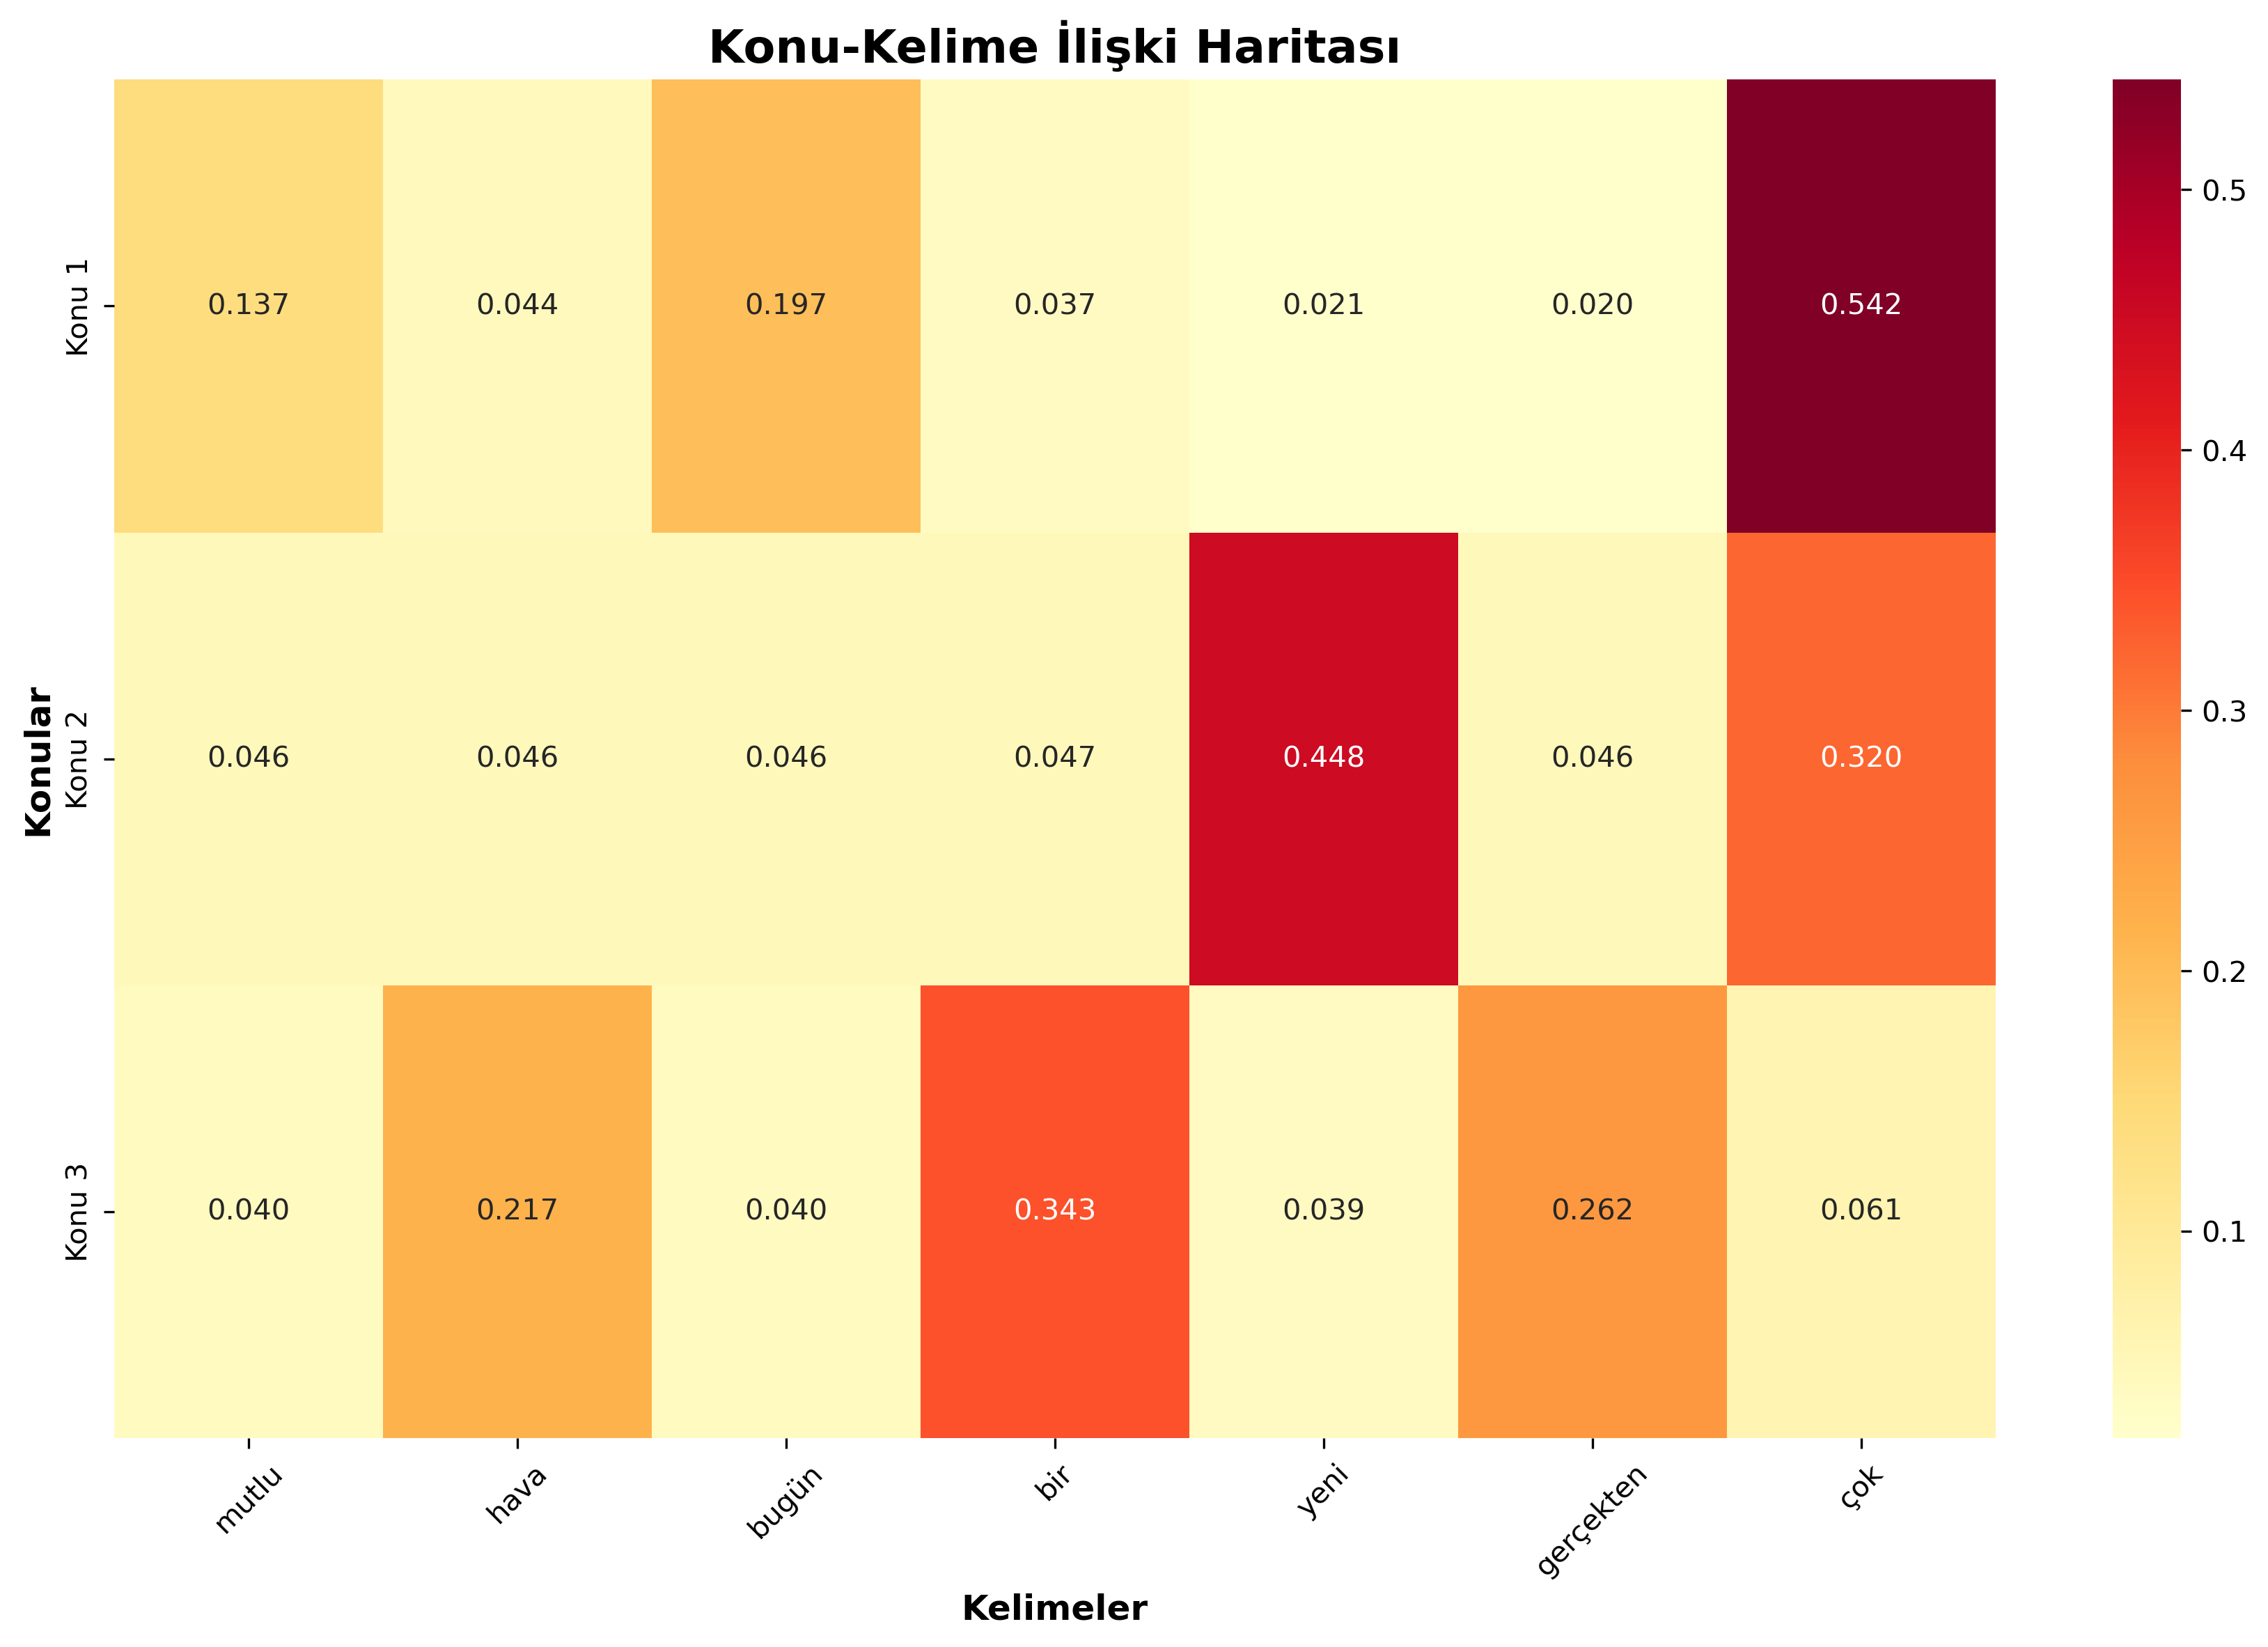 Konu-Kelime İlişki Haritası
Konular
Konu 1
0.137 0.044 0.197 0.037 0.021 0.020 0.542
Konu 2
0.046 0.046 0.046 0.047 0.448 0.046 0.320
Konu 3
0.040 0.217 0.040 0.343 0.039 0.262 0.061
mutlu hava bugün bir yeni gerçekten çok
Kelimeler
0.5
0.4
0.3
0.2
0.1